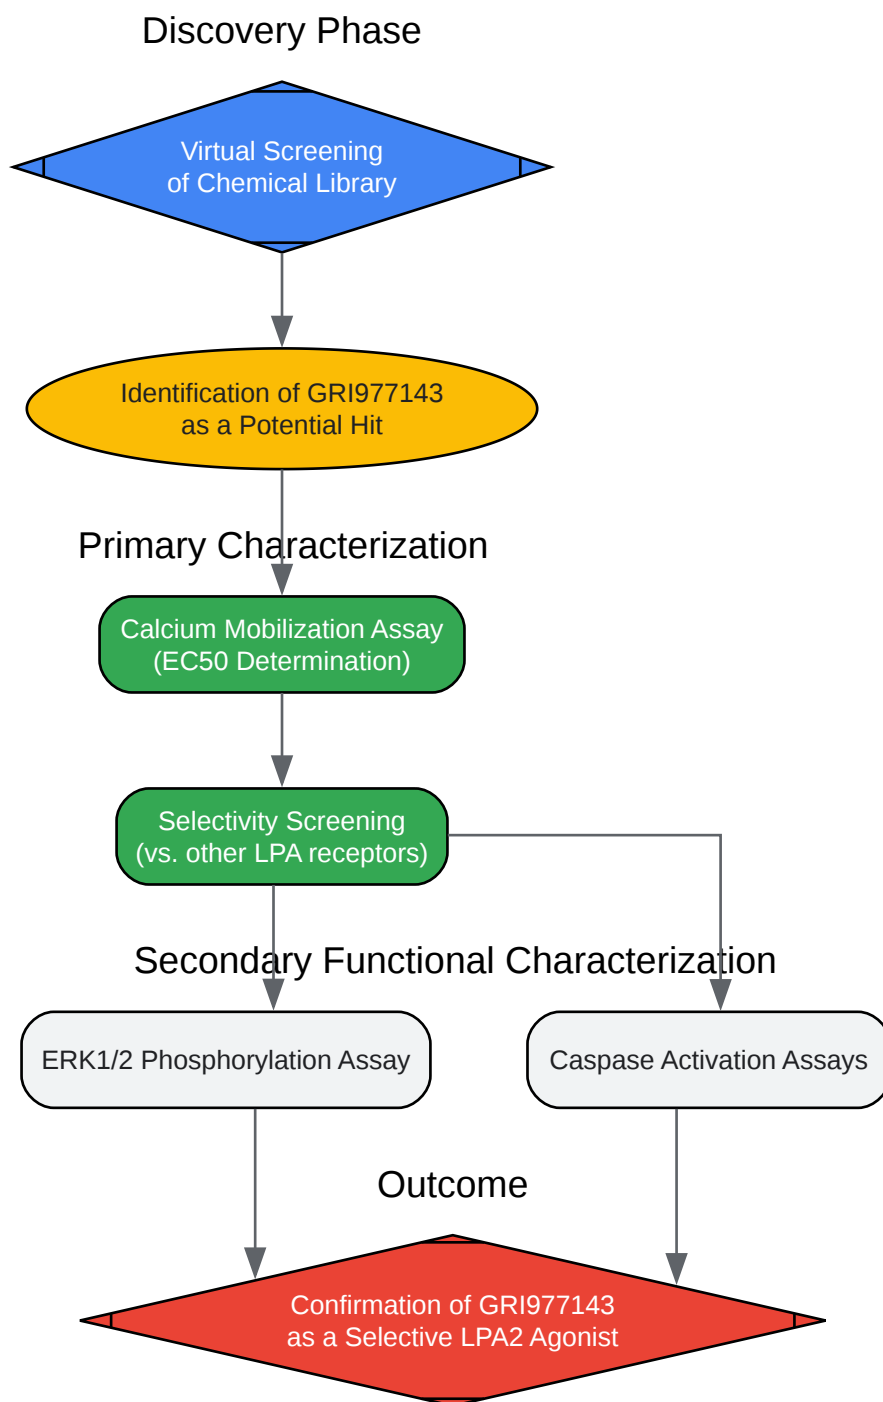 Discovery Phase
Virtual Screening
of Chemical Library
Identification of GRI977143
as a Potential Hit
Primary Characterization
Calcium Mobilization Assay
(EC50 Determination)
Selectivity Screening
(vs. other LPA receptors)
Secondary Functional Characterization
ERK1/2 Phosphorylation Assay
Caspase Activation Assays
Outcome
Confirmation of GRI977143
as a Selective LPA2 Agonist